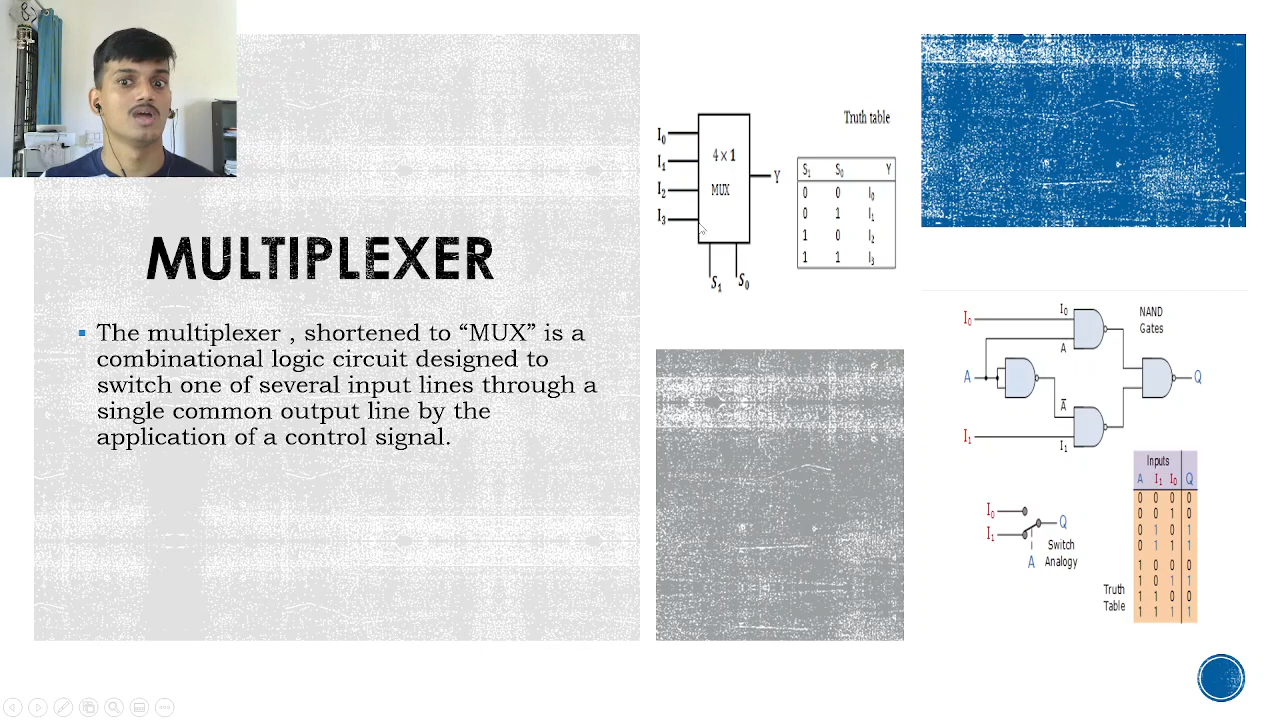 MULTIPLEXER
The multiplexer , shortened to “MUX” is a
combinational logic circuit designed to
switch one of several input lines through a
single common output line by the
application of a control signal.
I₀
I₁
I₂
I₃
4 × 1
MUX
Y
S₁
S₀
Truth table
S₁ S₀ Y
0 0 I₀
0 1 I₁
1 0 I₂
1 1 I₃
I₀
I₀
NAND
Gates
A
A
Q
A̅
I₁
I₁
I₀
I₁
Q
A
Switch
Analogy
Truth
Table
Inputs
A I₁ I₀ Q
0 0 0 0
0 0 1 0
0 1 0 1
0 1 1 1
1 0 0 0
1 0 1 1
1 1 0 0
1 1 1 1